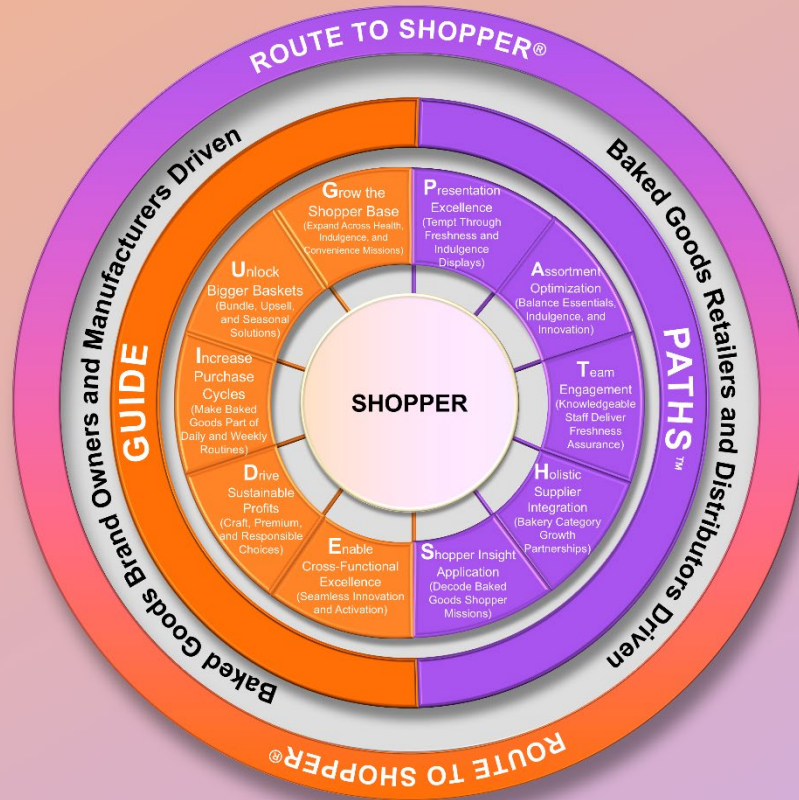 ROUTE TO SHOPPER®
Baked Goods Brand Owners and Manufacturers Driven
Baked Goods Retailers and Distributors Driven
GUIDE
PATHS™
Grow the
Shopper Base
(Expand Across Health,
Indulgence, and
Convenience Missions)
Unlock
Bigger Baskets
(Bundle, Upsell,
and Seasonal
Solutions)
Increase
Purchase
Cycles
(Make Baked
Goods Part of
Daily and Weekly
Routines)
Drive
Sustainable
Profits
(Craft, Premium,
and Responsible
Choices)
Enable
Cross-Functional
Excellence
(Seamless Innovation
and Activation)
Presentation
Excellence
(Tempt Through
Freshness and
Indulgence
Displays)
Assortment
Optimization
(Balance Essentials,
Indulgence, and
Innovation)
Team
Engagement
(Knowledgeable
Staff Deliver
Freshness
Assurance)
Holistic
Supplier
Integration
(Bakery Category
Growth
Partnerships)
Shopper Insight
Application
(Decode Baked
Goods Shopper
Missions)
SHOPPER
ROUTE TO SHOPPER®